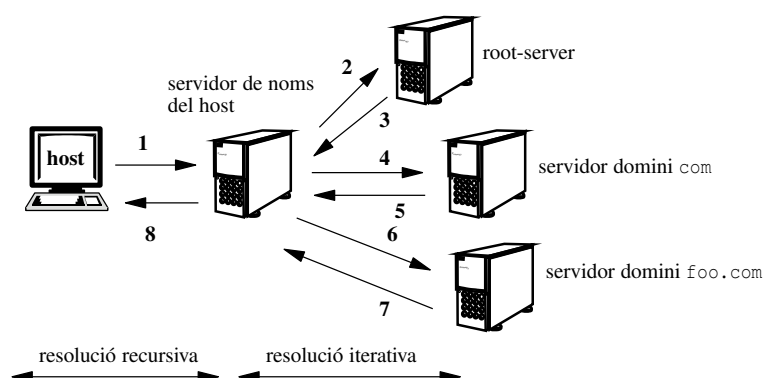 root-server
2
servidor de noms
del host
3
1
4
host
servidor domini com
5
8
6
servidor domini foo.com
7
resolució recursiva
resolució iterativa